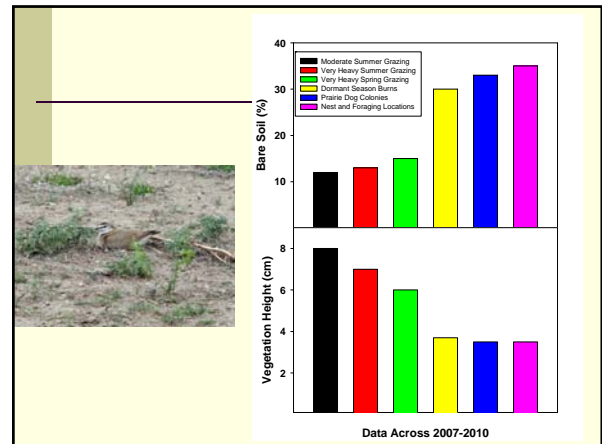 40
Moderate Summer Grazing
Very Heavy Summer Grazing
Very Heavy Spring Grazing
Dormant Season Burns
Prairie Dog Colonies
Nest and Foraging Locations
30
20
10
Bare Soil (%)
8
6
4
2
Vegetation Height (cm)
Data Across 2007-2010